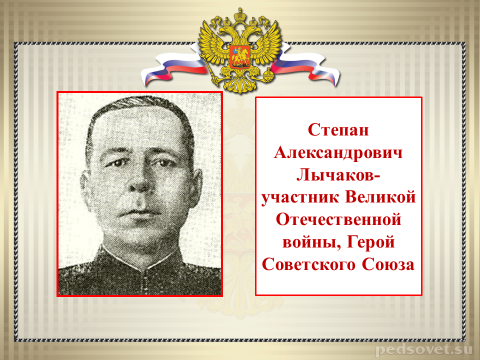 Степан
Александрович
Лычаков-
участник Великой
Отечественной
войны, Герой
Советского Союза
pedsovet.su